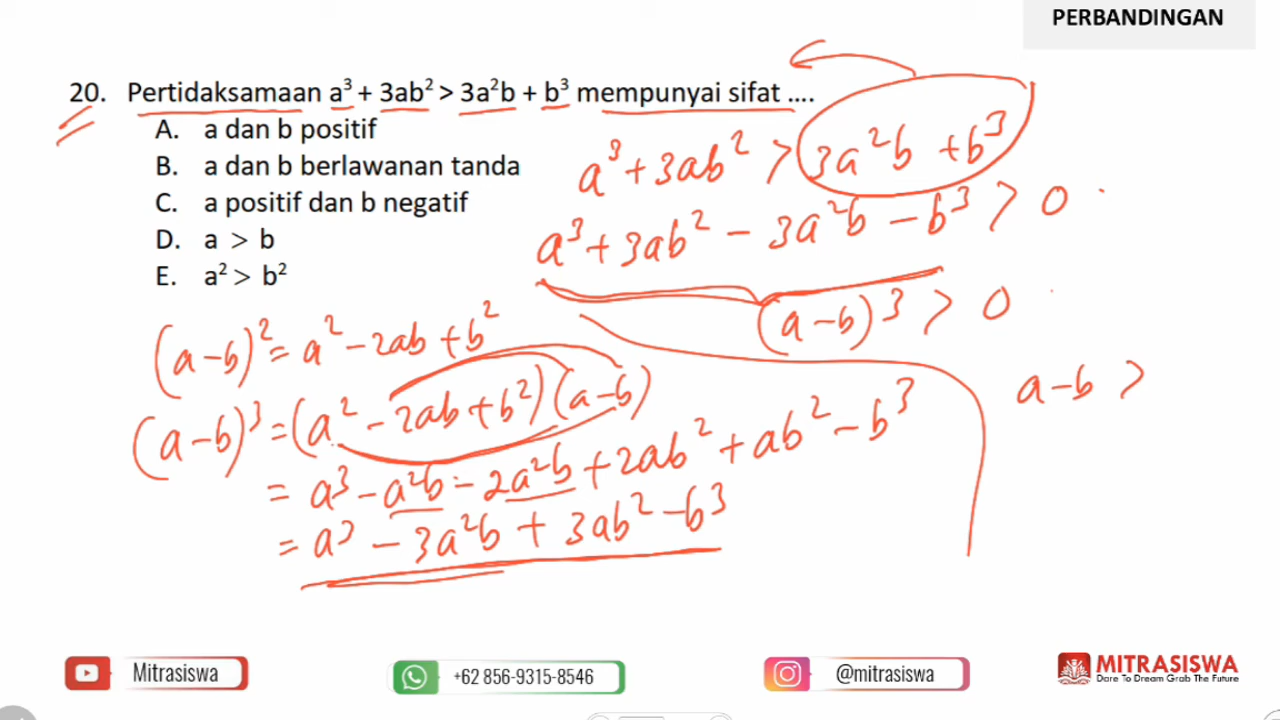 PERBANDINGAN
20. Pertidaksamaan a³ + 3ab² > 3a²b + b³ mempunyai sifat ....
A. a dan b positif
B. a dan b berlawanan tanda
C. a positif dan b negatif
D. a > b
E. a² > b²
a³ + 3ab² > 3a²b + b³
a³ + 3ab² - 3a²b - b³ > 0
(a-b)³ > 0
a-b >
(a-b)² = a² - 2ab + b²
(a-b)³ = (a² - 2ab + b²)(a-b)
= a³ - a²b - 2a²b + 2ab² + ab² - b³
= a³ - 3a²b + 3ab² - b³
Mitrasiswa
+62 856-9315-8546
@mitrasiswa
MITRASISWA
Dare To Dream Grab The Future